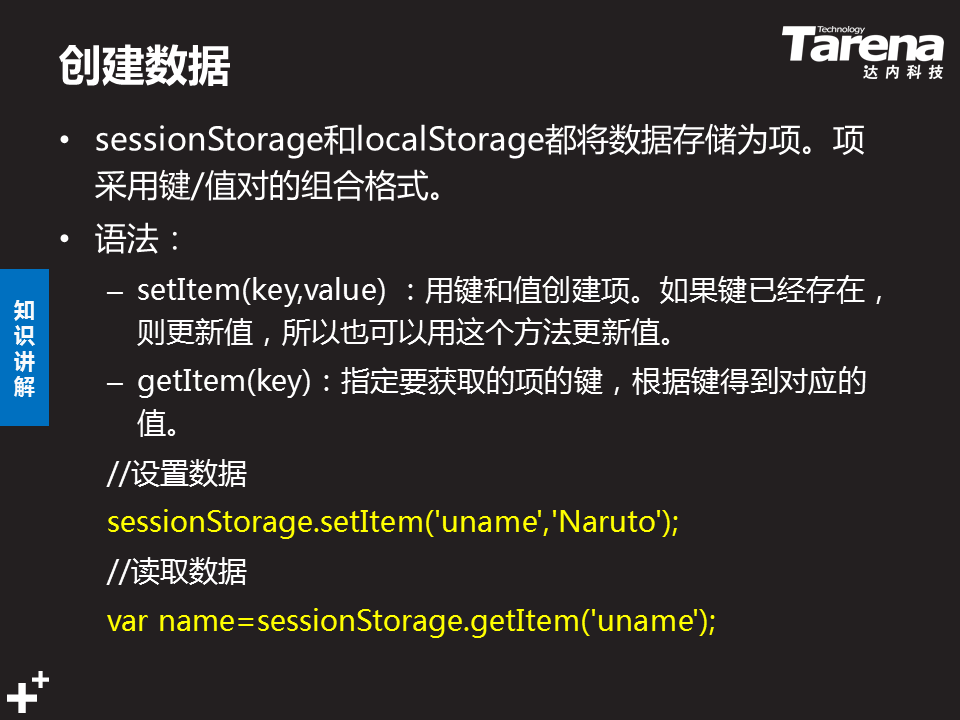 创建数据
Technology
Tarena
达内科技
• sessionStorage和localStorage都将数据存储为项。项
采用键/值对的组合格式。
• 语法：
– setItem(key,value) ：用键和值创建项。如果键已经存在，
则更新值，所以也可以用这个方法更新值。
– getItem(key)：指定要获取的项的键，根据键得到对应的
值。
//设置数据
sessionStorage.setItem('uname','Naruto');
//读取数据
var name=sessionStorage.getItem('uname');
知
识
讲
解